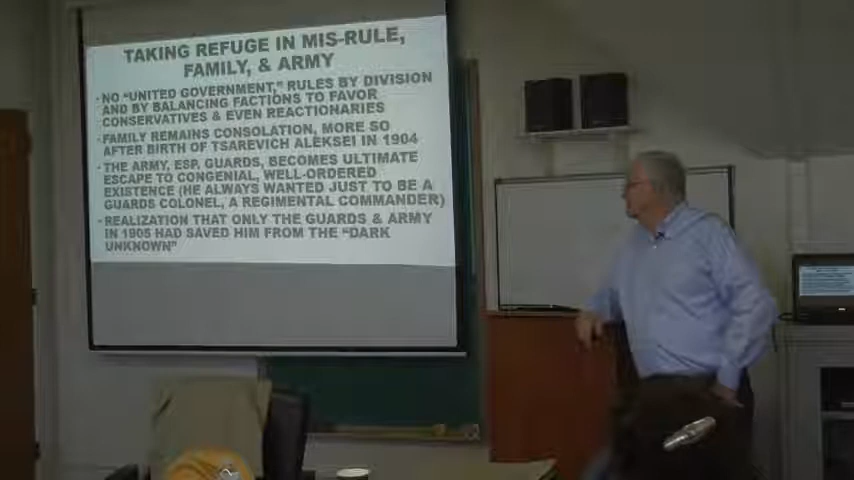 TAKING REFUGE IN MIS-RULE,
FAMILY, & ARMY
• NO "UNITED GOVERNMENT," RULES BY DIVISION
AND BY BALANCING FACTIONS TO FAVOR
CONSERVATIVES & EVEN REACTIONARIES
• FAMILY REMAINS CONSOLATION, MORE SO
AFTER BIRTH OF TSAREVICH ALEKSEI IN 1904
• THE ARMY, ESP. GUARDS, BECOMES ULTIMATE
ESCAPE TO CONGENIAL, WELL-ORDERED
EXISTENCE (HE ALWAYS WANTED JUST TO BE A
GUARDS COLONEL, A REGIMENTAL COMMANDER)
• REALIZATION THAT ONLY THE GUARDS & ARMY
IN 1905 HAD SAVED HIM FROM THE "DARK
UNKNOWN"